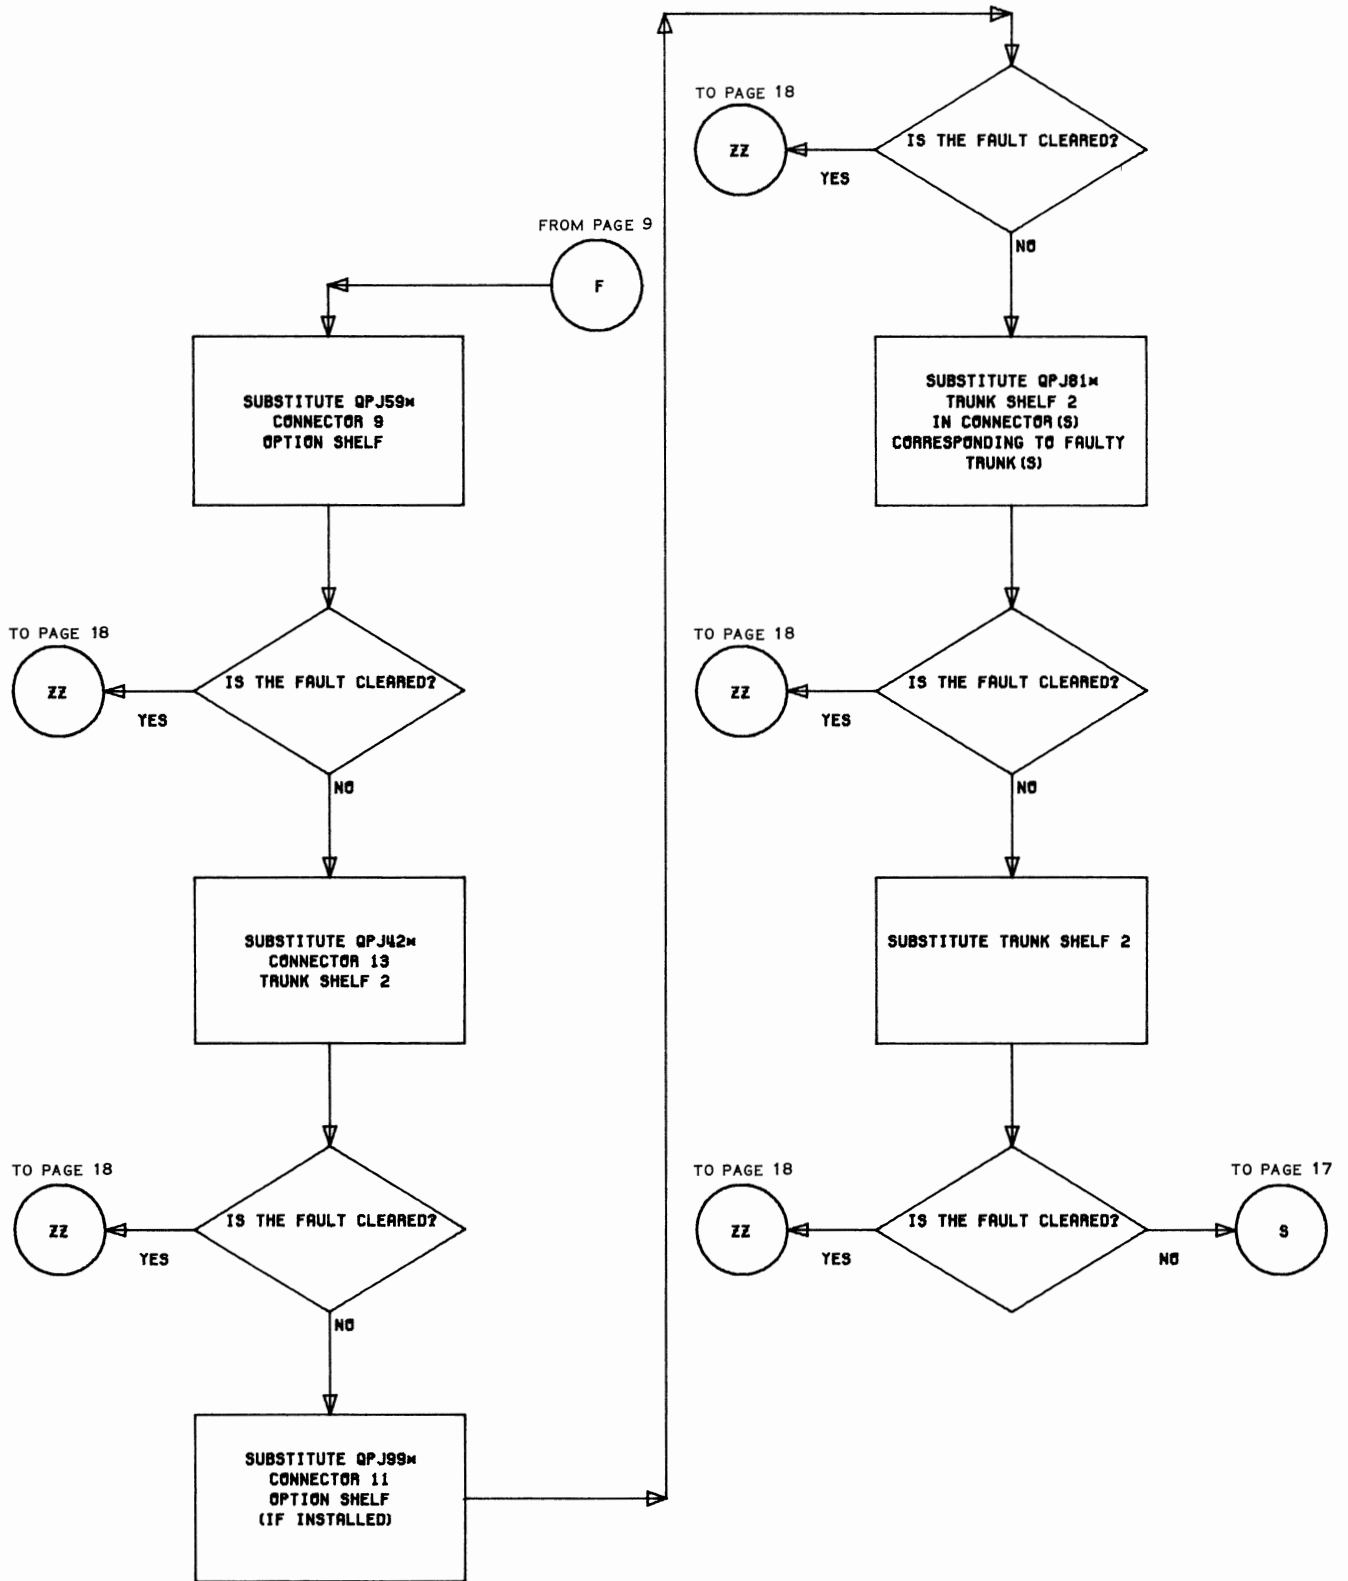 FROM PAGE 9
F
SUBSTITUTE QPJ59*
CONNECTOR 9
OPTION SHELF
IS THE FAULT CLEARED?
TO PAGE 18
ZZ
YES
NO
SUBSTITUTE QPJ42*
CONNECTOR 13
TRUNK SHELF 2
IS THE FAULT CLEARED?
TO PAGE 18
ZZ
YES
NO
SUBSTITUTE QPJ99*
CONNECTOR 11
OPTION SHELF
(IF INSTALLED)
TO PAGE 18
ZZ
YES
IS THE FAULT CLEARED?
NO
SUBSTITUTE QPJ81*
TRUNK SHELF 2
IN CONNECTOR(S)
CORRESPONDING TO FAULTY
TRUNK(S)
TO PAGE 18
ZZ
YES
IS THE FAULT CLEARED?
NO
SUBSTITUTE TRUNK SHELF 2
TO PAGE 18
ZZ
YES
IS THE FAULT CLEARED?
NO
TO PAGE 17
S